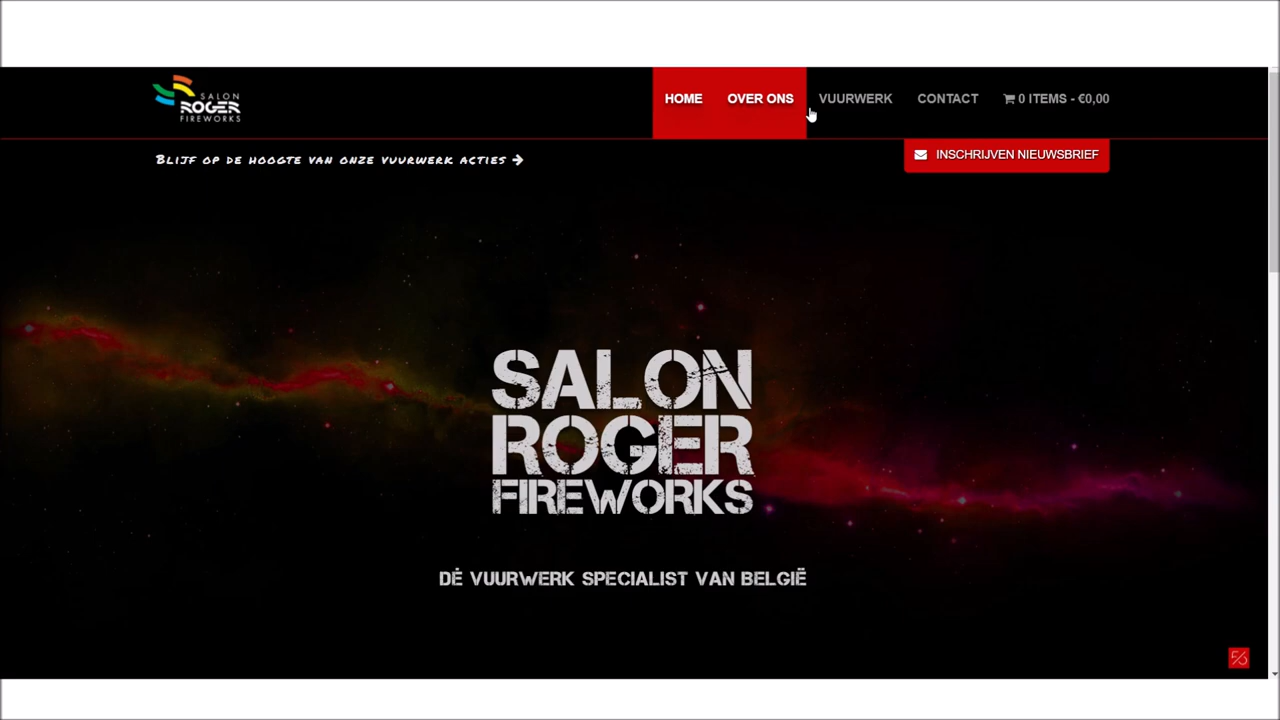 SALON
ROGER
FIREWORKS
HOME OVER ONS VUURWERK CONTACT 0 ITEMS - €0,00
Blijf op de hoogte van onze vuurwerk acties
INSCHRIJVEN NIEUWSBRIEF
SALON
ROGER
FIREWORKS
DÉ VUURWERK SPECIALIST VAN BELGIË